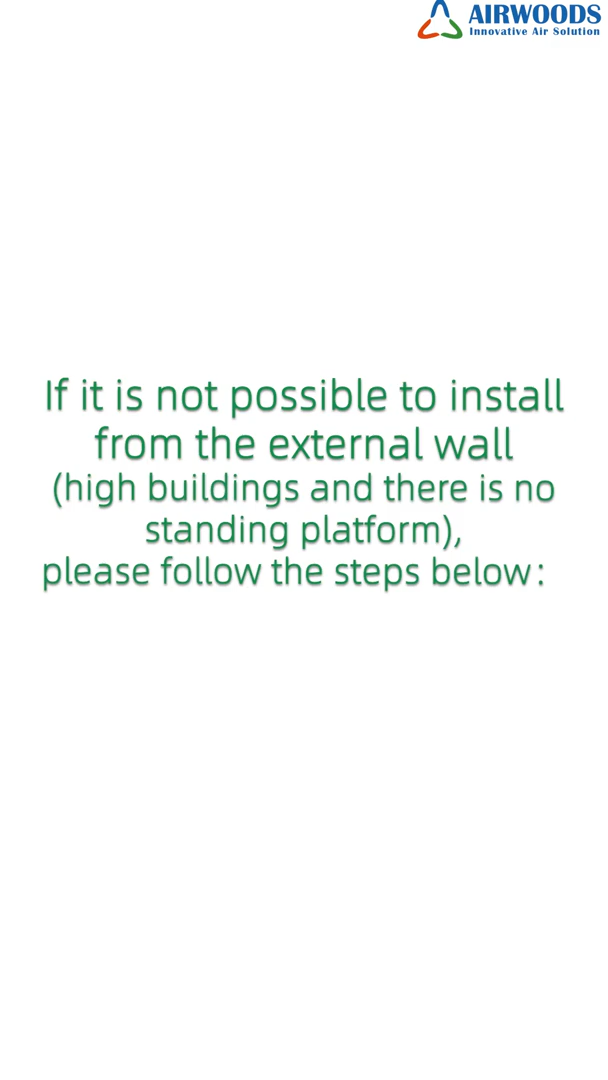 AIRWOODS
Innovative Air Solution
If it is not possible to install
from the external wall
(high buildings and there is no
standing platform),
please follow the steps below: